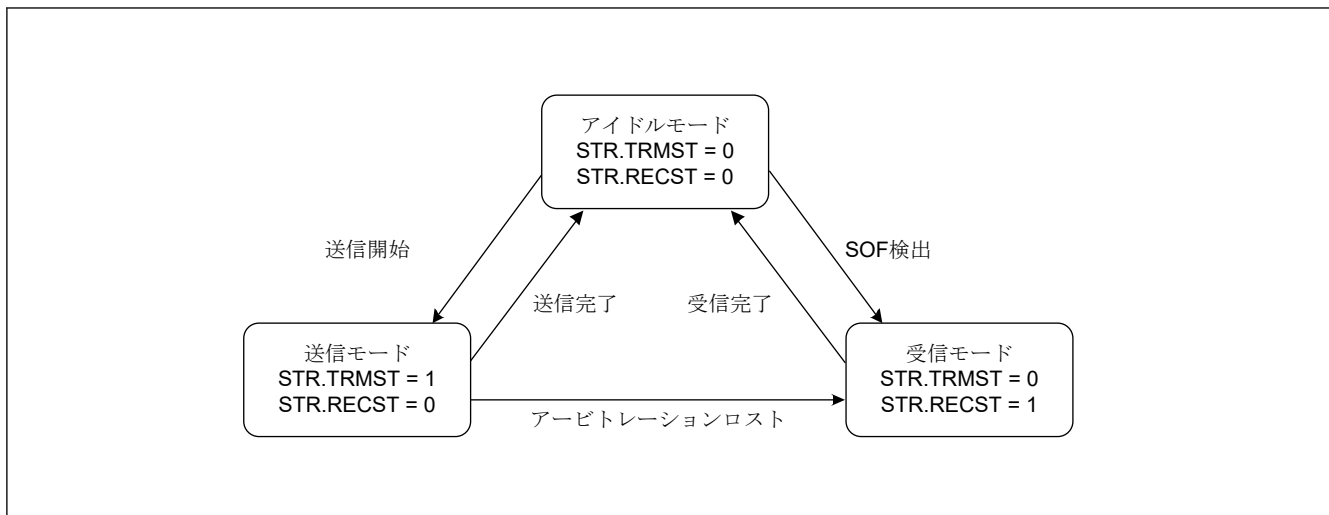 アイドルモード
STR.TRMST = 0
STR.RECST = 0
送信開始
SOF検出
送信完了
受信完了
送信モード
STR.TRMST = 1
STR.RECST = 0
受信モード
STR.TRMST = 0
STR.RECST = 1
アービトレーションロスト